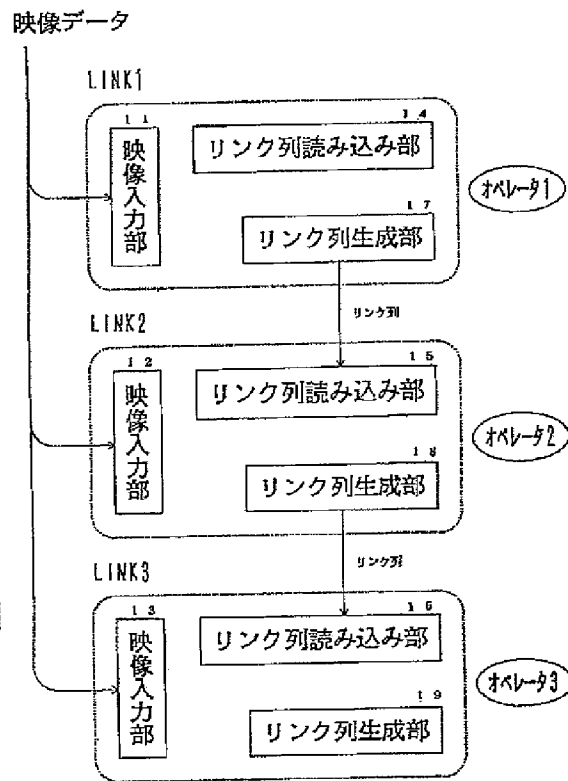 映像データ
LINK1
11
映像入力部
14
リンク列読み込み部
オペレータ1
17
リンク列生成部
リンク列
LINK2
12
映像入力部
15
リンク列読み込み部
オペレータ2
18
リンク列生成部
リンク列
LINK3
13
映像入力部
16
リンク列読み込み部
オペレータ3
19
リンク列生成部